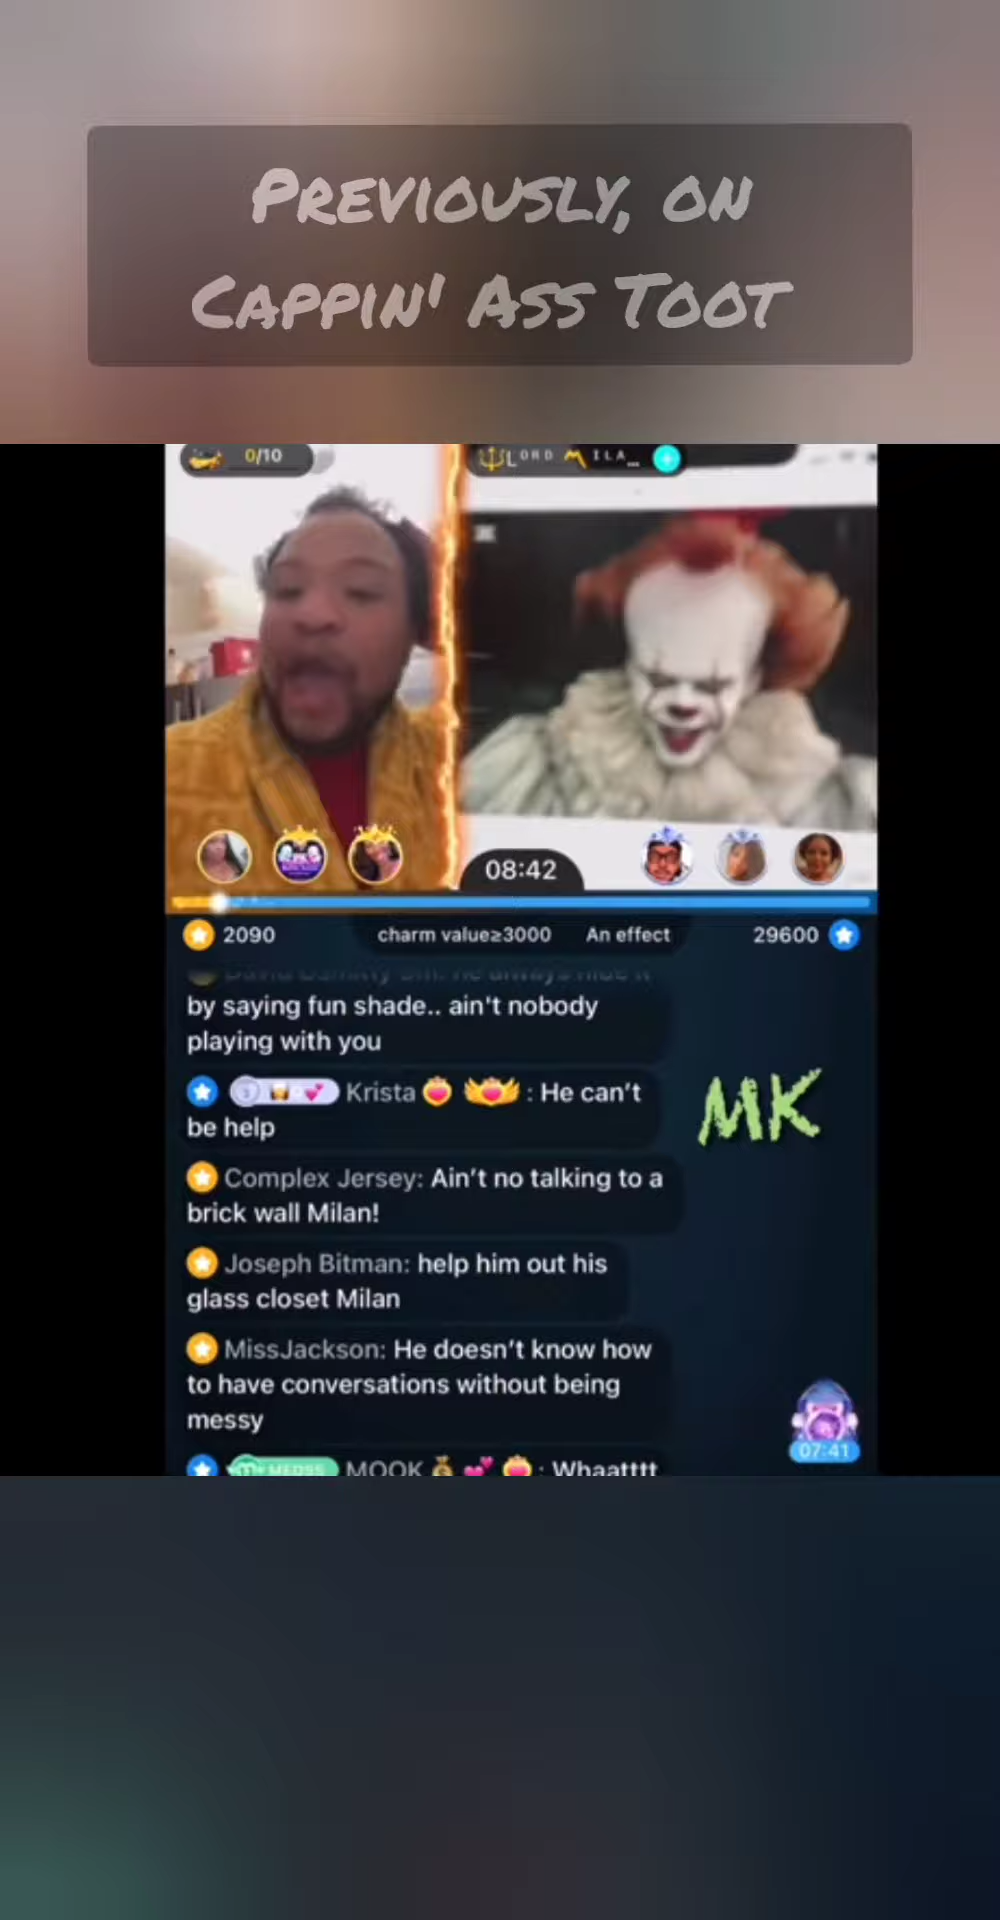 PREVIOUSLY, ON
CAPPIN' ASS TOOT
0/10
LORD MILA_
08:42
2090
charm value≥3000
An effect
29600
by saying fun shade.. ain't nobody
playing with you
Krista : He can't
be help
Complex Jersey: Ain't no talking to a
brick wall Milan!
MK
Joseph Bitman: help him out his
glass closet Milan
MissJackson: He doesn't know how
to have conversations without being
messy
07:41
MOOK : Whaatttt